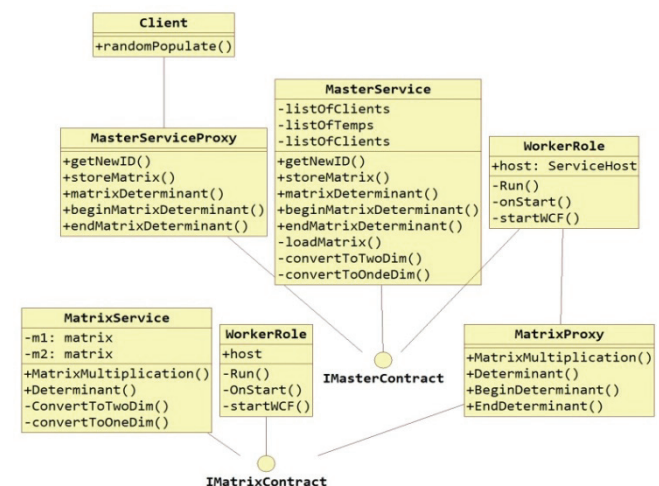 Client
+randomPopulate()
MasterService
-listOfClients
-listOfTemps
-listOfClients
+getNewID()
+storeMatrix()
+matrixDeterminant()
+beginMatrixDeterminant()
+endMatrixDeterminant()
-loadMatrix()
-convertToTwoDim()
-convertToOndeDim()
MasterServiceProxy
+getNewID()
+storeMatrix()
+matrixDeterminant()
+beginMatrixDeterminant()
+endMatrixDeterminant()
WorkerRole
+host: ServiceHost
-Run()
-onStart()
-startWCF()
MatrixService
-m1: matrix
-m2: matrix
+MatrixMultiplication()
+Determinant()
-ConvertToTwoDim()
-convertToOneDim()
WorkerRole
+host
-Run()
-OnStart()
-startWCF()
IMasterContract
MatrixProxy
+MatrixMultiplication()
+Determinant()
+BeginDeterminant()
+EndDeterminant()
IMatrixContract